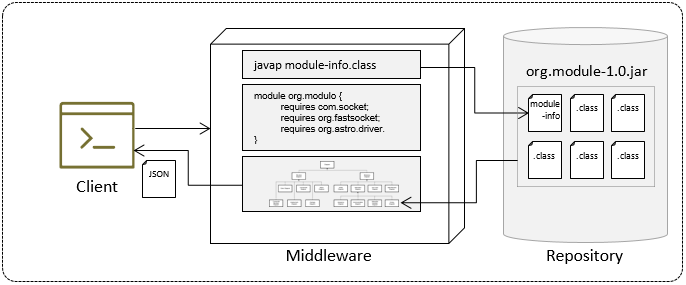 javap module-info.class
module org.modulo {
requires com.socket;
requires org.fastsocket;
requires org.astro.driver.
}
Client
JSON
Middleware
org.module-1.0.jar
module
-info
.class
.class
.class
.class
.class
Repository